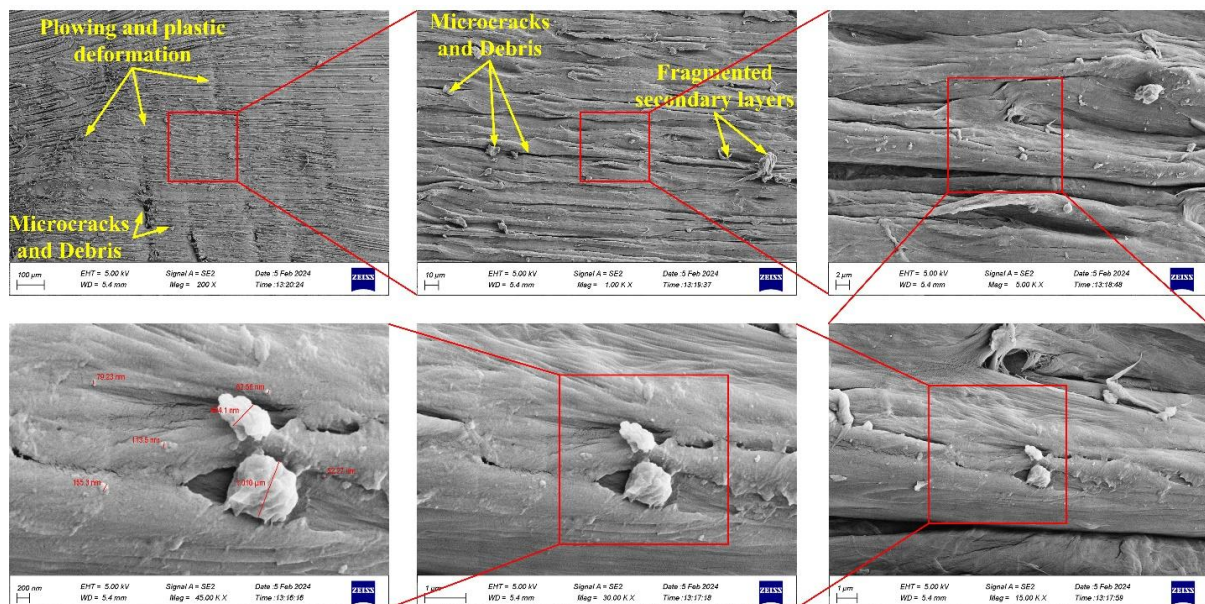 Plowing and plastic
deformation
Microcracks
and Debris
100 µm
EHT = 5.00 kV Signal A = SE2 Date :5 Feb 2024
WD = 5.4 mm Mag = 200 X Time :13:20:24
ZEISS
Microcracks
and Debris
Fragmented
secondary layers
10 µm
EHT = 5.00 kV Signal A = SE2 Date :5 Feb 2024
WD = 5.4 mm Mag = 1.00 K X Time :13:19:37
ZEISS
2 µm
EHT = 5.00 kV Signal A = SE2 Date :5 Feb 2024
WD = 5.4 mm Mag = 5.00 K X Time :13:18:48
ZEISS
113.5 nm
155.3 nm
200 nm
EHT = 5.00 kV Signal A = SE2 Date :5 Feb 2024
WD = 5.4 mm Mag = 45.00 K X Time :13:16:16
ZEISS
1 µm
EHT = 5.00 kV Signal A = SE2 Date :5 Feb 2024
WD = 5.4 mm Mag = 30.00 K X Time :13:17:18
ZEISS
1 µm
EHT = 5.00 kV Signal A = SE2 Date :5 Feb 2024
WD = 5.4 mm Mag = 15.00 K X Time :13:17:59
ZEISS